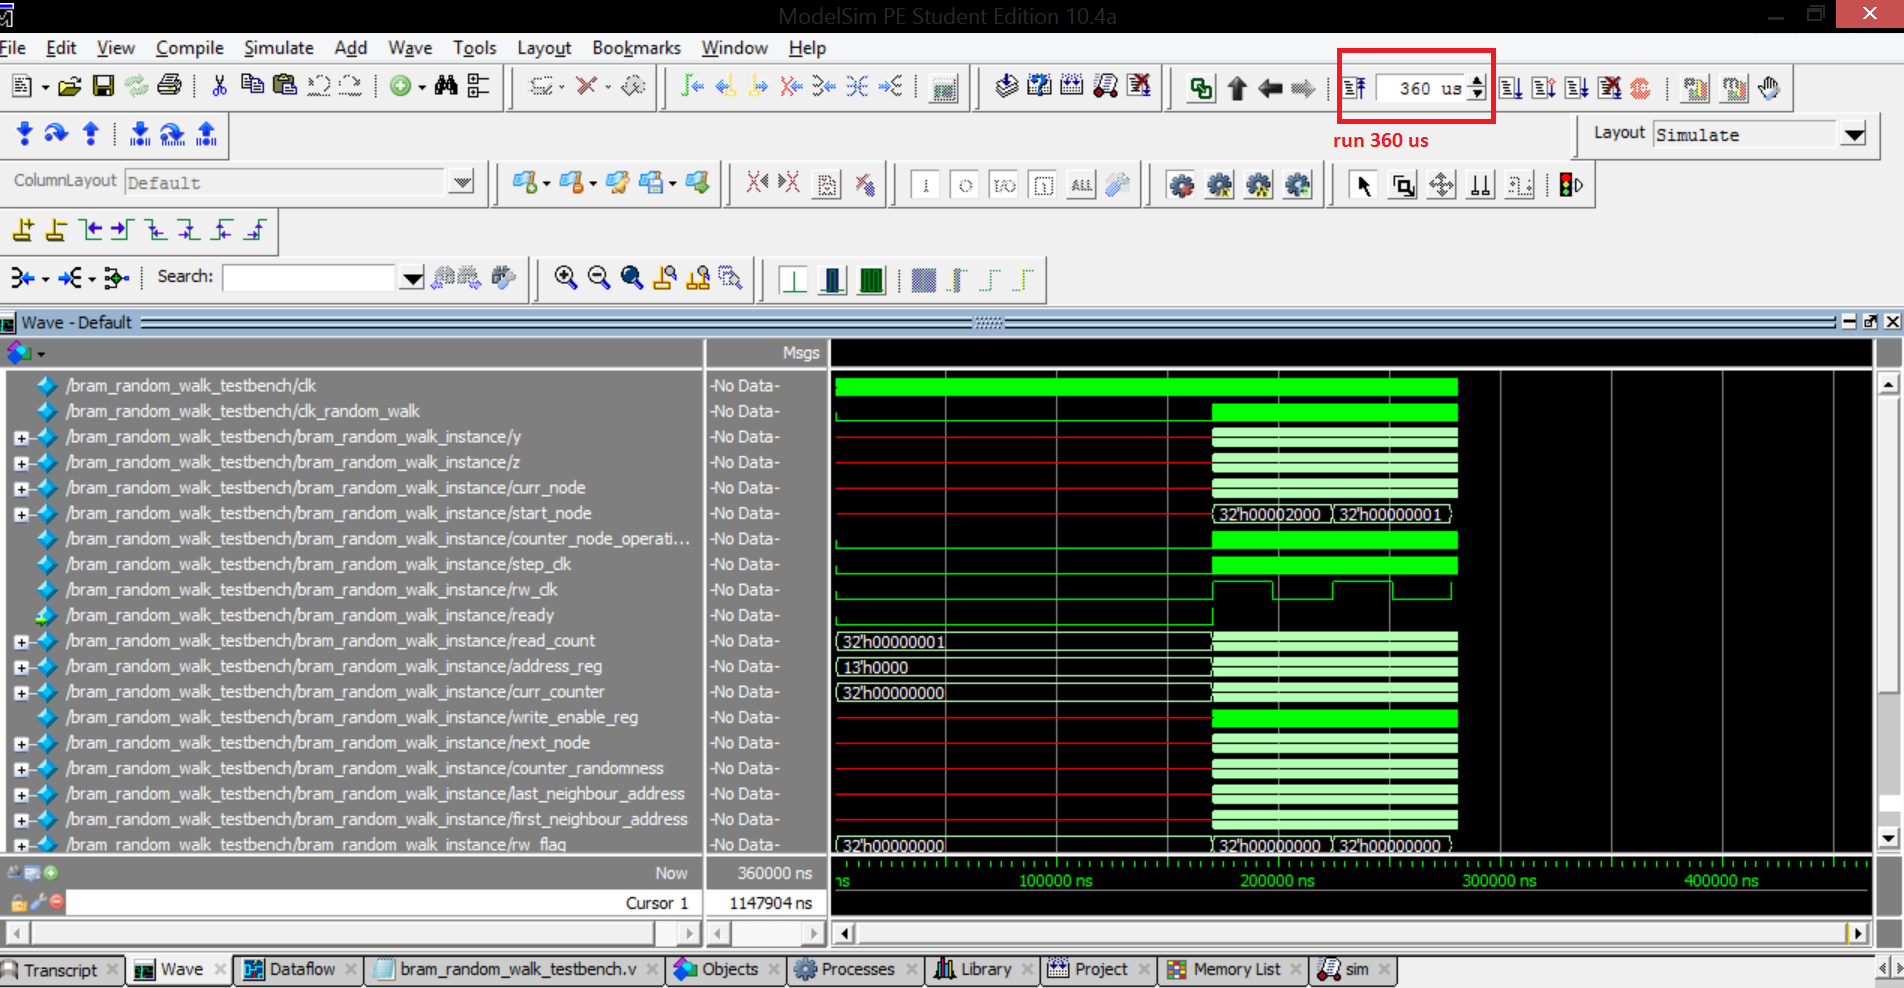 ModelSim PE Student Edition 10.4a
File Edit View Compile Simulate Add Wave Tools Layout Bookmarks Window Help
360 us
run 360 us
Layout Simulate
ColumnLayout Default
ALL
Search:
Wave - Default
Msgs
/bram_random_walk_testbench/clk -No Data-
/bram_random_walk_testbench/clk_random_walk -No Data-
/bram_random_walk_testbench/bram_random_walk_instance/y -No Data-
/bram_random_walk_testbench/bram_random_walk_instance/z -No Data-
/bram_random_walk_testbench/bram_random_walk_instance/curr_node -No Data-
/bram_random_walk_testbench/bram_random_walk_instance/start_node -No Data- 32'h00002000 32'h00000001
/bram_random_walk_testbench/bram_random_walk_instance/counter_node_operati... -No Data-
/bram_random_walk_testbench/bram_random_walk_instance/step_clk -No Data-
/bram_random_walk_testbench/bram_random_walk_instance/rw_clk -No Data-
/bram_random_walk_testbench/bram_random_walk_instance/ready -No Data-
/bram_random_walk_testbench/bram_random_walk_instance/read_count -No Data- 32'h00000001
/bram_random_walk_testbench/bram_random_walk_instance/address_reg -No Data- 13'h0000
/bram_random_walk_testbench/bram_random_walk_instance/curr_counter -No Data- 32'h00000000
/bram_random_walk_testbench/bram_random_walk_instance/write_enable_reg -No Data-
/bram_random_walk_testbench/bram_random_walk_instance/next_node -No Data-
/bram_random_walk_testbench/bram_random_walk_instance/counter_randomness -No Data-
/bram_random_walk_testbench/bram_random_walk_instance/last_neighbour_address -No Data-
/bram_random_walk_testbench/bram_random_walk_instance/first_neighbour_address -No Data-
/bram_random_walk_testbench/bram_random_walk_instance/rw_flag -No Data- 32'h00000000 32'h00000000 32'h00000000
Now 360000 ns ns 100000 ns 200000 ns 300000 ns 400000 ns
Cursor 1 1147904 ns
Transcript Wave Dataflow bram_random_walk_testbench.v Objects Processes Library Project Memory List sim